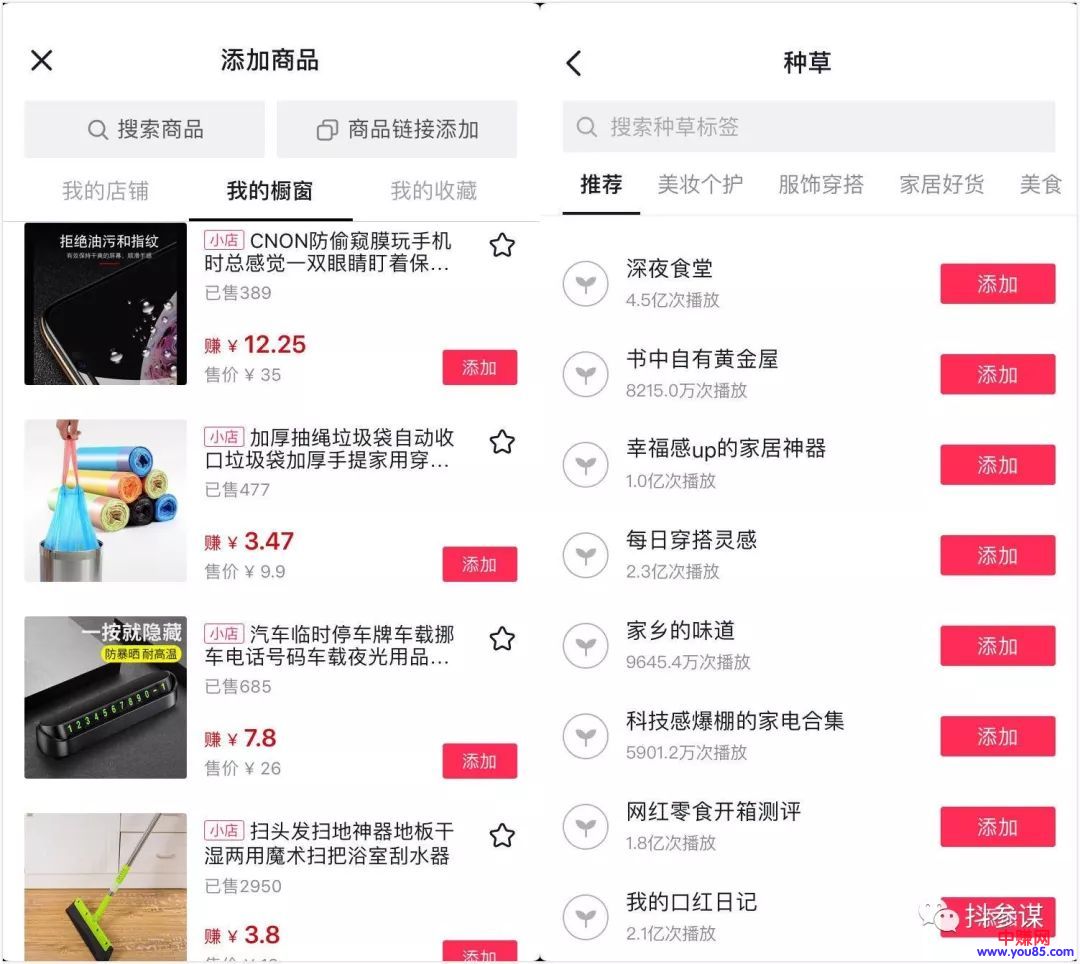 添加商品
搜索商品 商品链接添加
我的店铺 我的橱窗 我的收藏
拒绝油污和指纹
小店 CNON防偷窥膜玩手机
时总感觉一双眼睛盯着保...
已售389
赚 ¥ 12.25
售价 ¥ 35
添加
小店 加厚抽绳垃圾袋自动收
口垃圾袋加厚手提家用穿...
已售477
赚 ¥ 3.47
售价 ¥ 9.9
添加
一按就隐藏
防暴晒 耐高温
1 2 3 4 5 6 7 8 9 0 - 1
小店 汽车临时停车牌车载挪
车电话号码车载夜光用品...
已售685
赚 ¥ 7.8
售价 ¥ 26
添加
小店 扫头发扫地神器地板干
湿两用魔术扫把浴室刮水器
已售2950
赚 ¥ 3.8
添加
种草
搜索种草标签
推荐 美妆个护 服饰穿搭 家居好货 美食
深夜食堂
4.5亿次播放
添加
书中自有黄金屋
8215.0万次播放
添加
幸福感up的家居神器
1.0亿次播放
添加
每日穿搭灵感
2.3亿次播放
添加
家乡的味道
9645.4万次播放
添加
科技感爆棚的家电合集
5901.2万次播放
添加
网红零食开箱测评
1.8亿次播放
添加
我的口红日记
2.1亿次播放
抖参谋
中赚网
www.you85.com